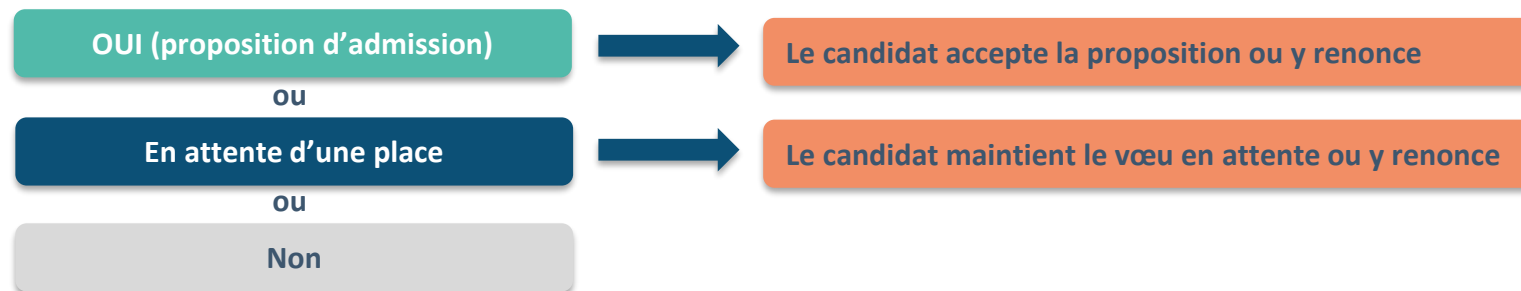 OUI (proposition d’admission)
Le candidat accepte la proposition ou y renonce
ou
En attente d’une place
Le candidat maintient le vœu en attente ou y renonce
ou
Non